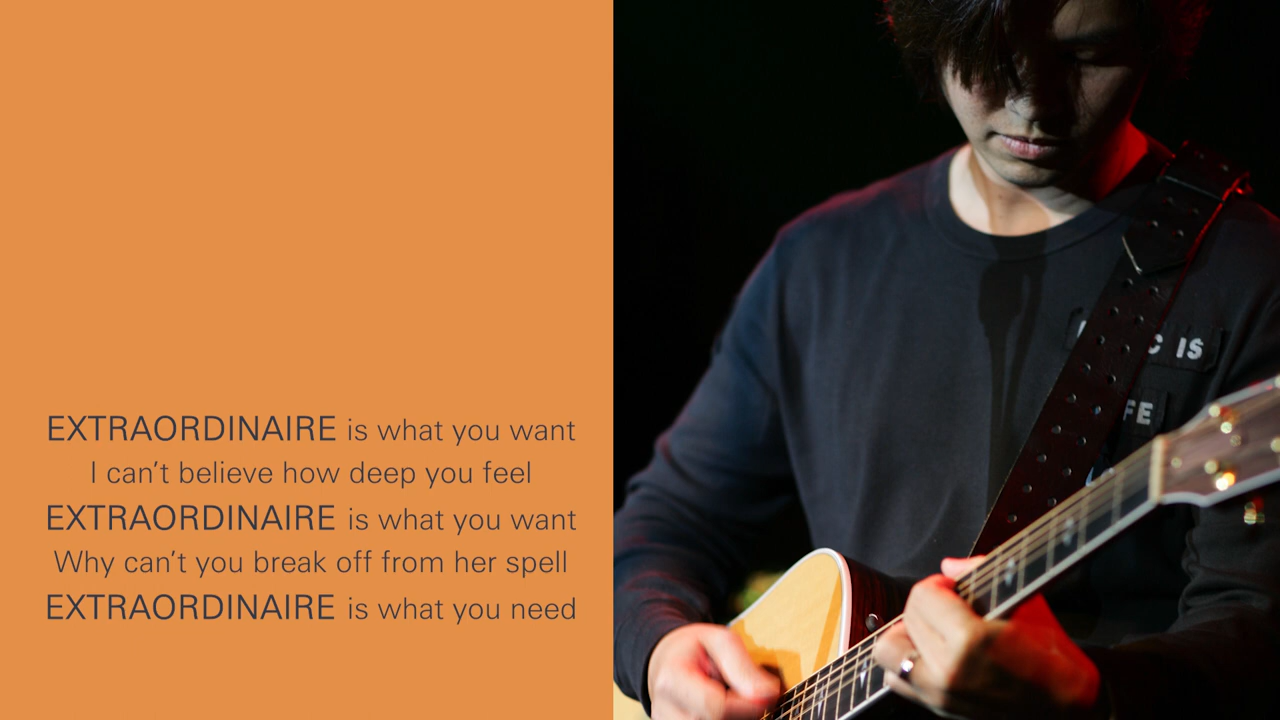 EXTRAORDINAIRE is what you want
I can't believe how deep you feel
EXTRAORDINAIRE is what you want
Why can't you break off from her spell
EXTRAORDINAIRE is what you need
IS